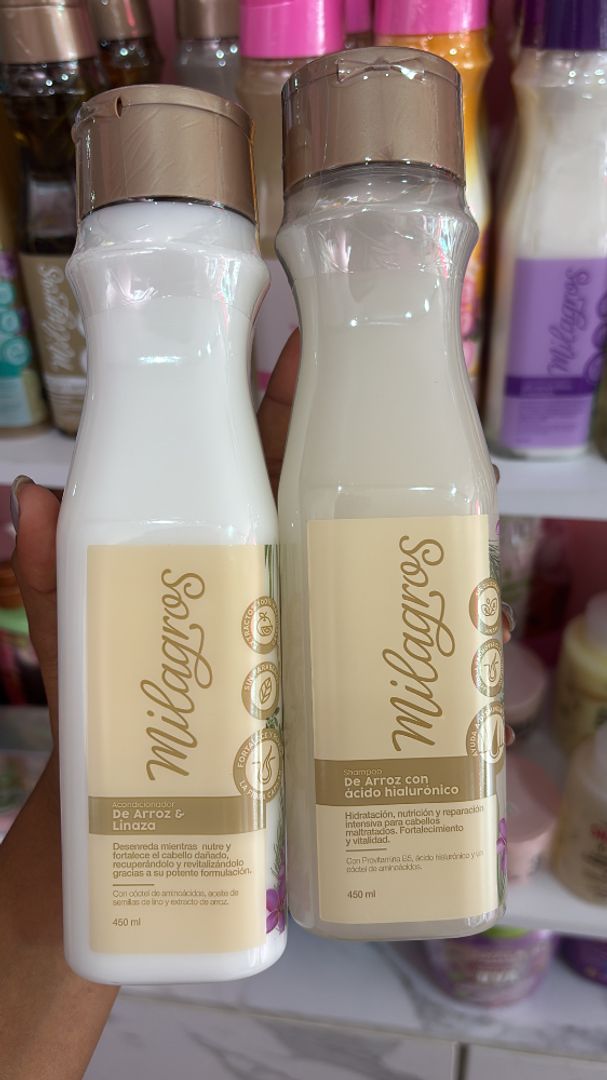 Milagros
Acondicionador
De Arroz &
Linaza
Desenreda mientras nutre y
fortalece el cabello dañado,
recuperándolo y revitalizándolo
gracias a su potente formulación.
Con cóctel de aminoácidos, aceite de
semillas de lino y extracto de arroz.
450 ml
Milagros
Shampoo
De Arroz con
ácido hialurónico
Hidratación, nutrición y reparación
intensiva para cabellos
maltratados. Fortalecimiento
y vitalidad.
Con Provitamina B5, ácido hialurónico y un
cóctel de aminoácidos.
450 ml
Milagros
Milagros